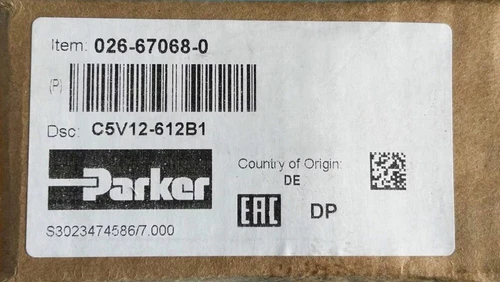 Item: 026-67068-0
(P)
Dsc: C5V12-612B1
Parker
Country of Origin:
DE
EAC
DP
S3023474586/7.000